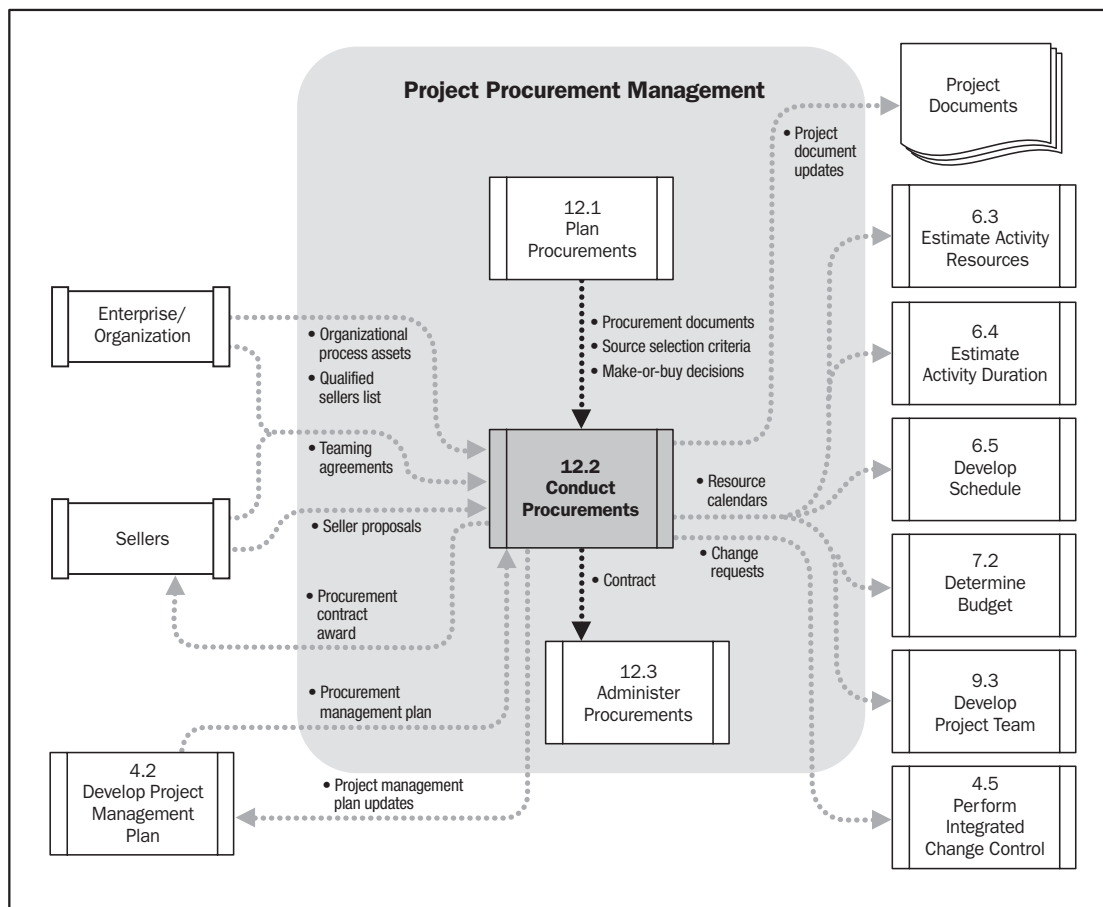 Project Procurement Management
Project
Documents
• Project
document
updates
12.1
Plan
Procurements
6.3
Estimate Activity
Resources
Enterprise/
Organization
• Organizational
process assets
• Qualified
sellers list
• Procurement documents
• Source selection criteria
• Make-or-buy decisions
6.4
Estimate
Activity Duration
• Teaming
agreements
12.2
Conduct
Procurements
• Resource
calendars
6.5
Develop
Schedule
Sellers
• Seller proposals
• Change
requests
• Procurement
contract
award
• Contract
7.2
Determine
Budget
12.3
Administer
Procurements
• Procurement
management plan
9.3
Develop
Project Team
4.2
Develop Project
Management
Plan
• Project management
plan updates
4.5
Perform
Integrated
Change Control